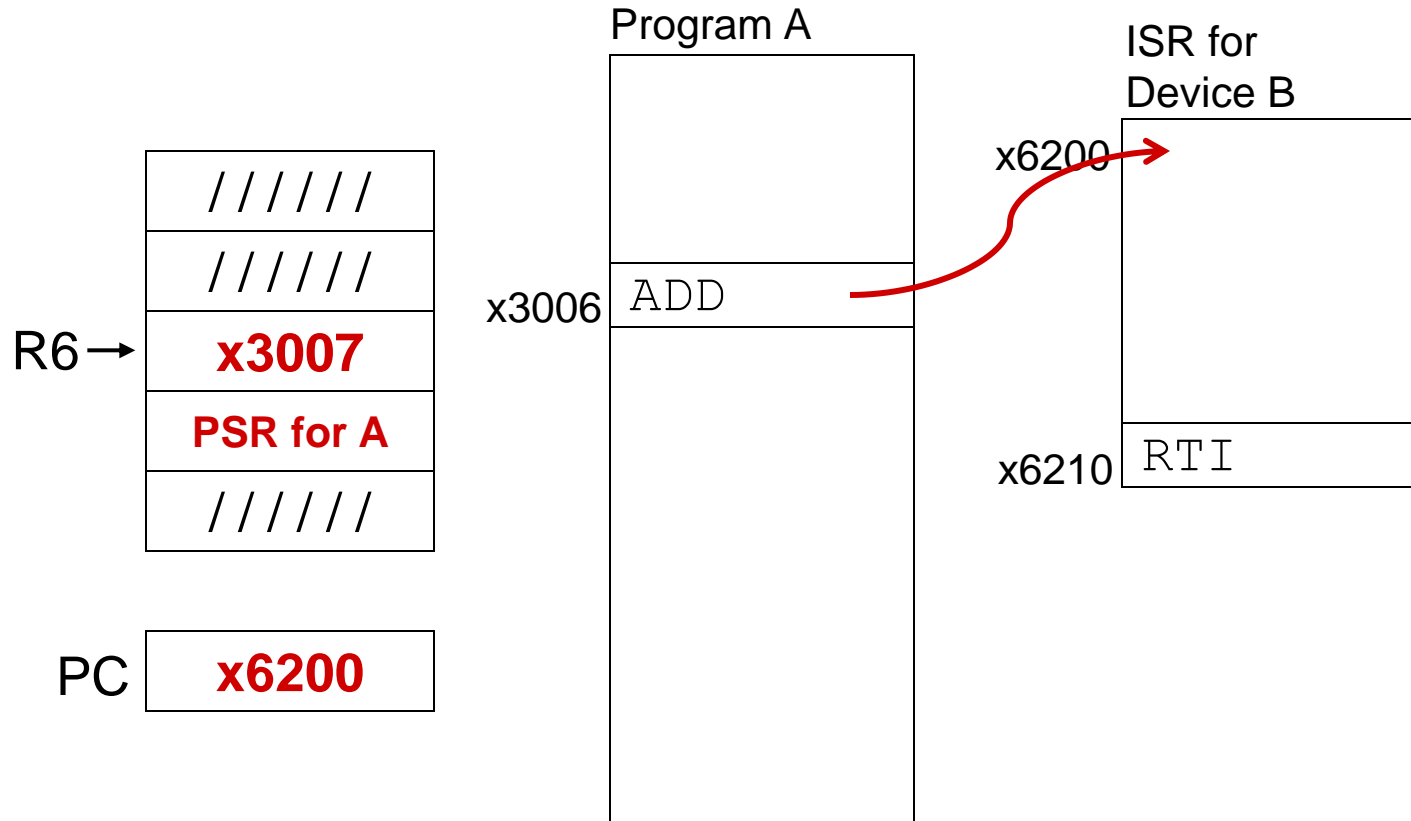 Program A
ISR for
Device B
x6200
//////
//////
x3006
ADD
R6
x3007
PSR for A
x6210
RTI
//////
PC
x6200